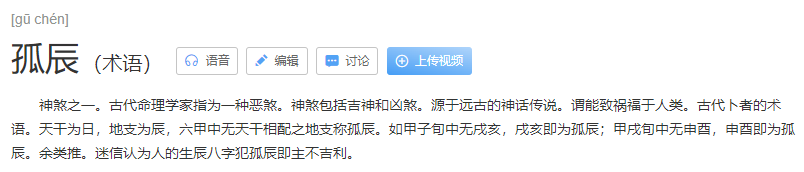 [gū chén]
孤辰（术语） 语音 编辑 讨论 上传视频
神煞之一。古代命理学家指为一种恶煞。神煞包括吉神和凶煞。源于远古的神话传说。谓能致祸福于人类。古代卜者的术
语。天干为日，地支为辰，六甲中无天干相配之地支称孤辰。如甲子旬中无戌亥，戌亥即为孤辰；甲戌旬中无申酉，申酉即为孤
辰。余类推。迷信认为人的生辰八字犯孤辰即主不吉利。